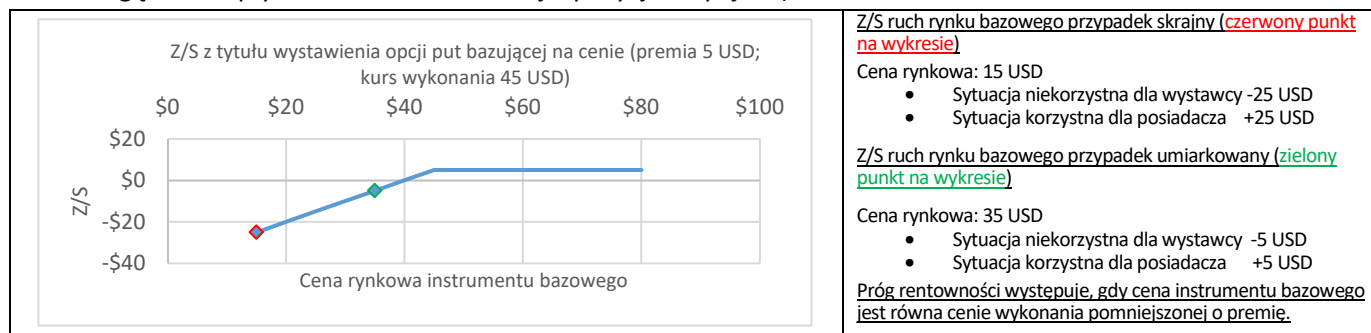 Z/S z tytułu wystawienia opcji put bazującej na cenie (premia 5 USD;
kurs wykonania 45 USD)
$0 $20 $40 $60 $80 $100
$20
$0
-$20
-$40
Z/S
Cena rynkowa instrumentu bazowego
Z/S ruch rynku bazowego przypadek skrajny (czerwony punkt
na wykresie)
Cena rynkowa: 15 USD
• Sytuacja niekorzystna dla wystawcy -25 USD
• Sytuacja korzystna dla posiadacza +25 USD
Z/S ruch rynku bazowego przypadek umiarkowany (zielony
punkt na wykresie)
Cena rynkowa: 35 USD
• Sytuacja niekorzystna dla wystawcy -5 USD
• Sytuacja korzystna dla posiadacza +5 USD
Próg rentowności występuje, gdy cena instrumentu bazowego
jest równa cenie wykonania pomniejszonej o premię.